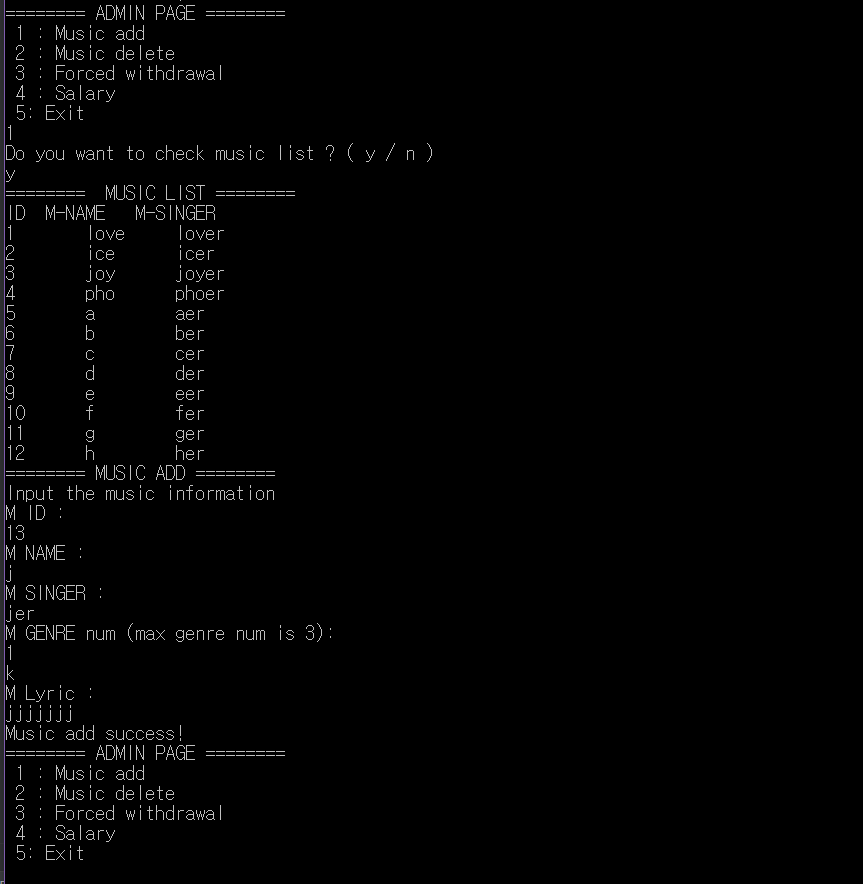 ======== ADMIN PAGE ========
 1 : Music add
 2 : Music delete
 3 : Forced withdrawal
 4 : Salary
 5: Exit
1
Do you want to check music list ? ( y / n )
y
========  MUSIC LIST ========
ID  M-NAME   M-SINGER
1       love     lover
2       ice      icer
3       joy      joyer
4       pho      phoer
5       a        aer
6       b        ber
7       c        cer
8       d        der
9       e        eer
10      f        fer
11      g        ger
12      h        her
======== MUSIC ADD ========
Input the music information
M ID :
13
M NAME :
j
M SINGER :
jer
M GENRE num (max genre num is 3):
1
k
M Lyric :
jjjjjjj
Music add success!
======== ADMIN PAGE ========
 1 : Music add
 2 : Music delete
 3 : Forced withdrawal
 4 : Salary
 5: Exit